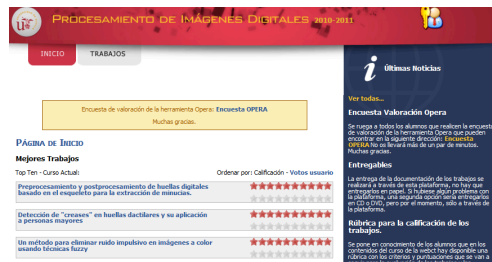 PROCESAMIENTO DE IMÁGENES DIGITALES 2010-2011
INICIO
TRABAJOS
Encuesta de valoración de la herramienta Opera: Encuesta OPERA
Muchas gracias.
PÁGINA DE INICIO
Mejores Trabajos
Top Ten - Curso Actual:
Ordenar por: Calificación - Votos usuario
Preprocesamiento y postprocesamiento de huellas digitales
basado en el esqueleto para la extracción de minucias.
Detección de "creases" en huellas dactilares y su aplicación
a personas mayores
Un método para eliminar ruido impulsivo en imágenes a color
usando técnicas fuzzy
Últimas Noticias
Ver todas...
Encuesta Valoración Opera
Se ruega a todos los alumnos que realicen la encuesta
de valoración de la herramienta Opera que pueden
encontrar en la siguiente dirección: Encuesta
OPERA No os llevará más de un par de minutos.
Muchas gracias.
Entregables
La entrega de la documentación de los trabajos se
realizará a través de esta plataforma, no hay que
entregarlos en papel. Si hubiese algún problema con
la plataforma, una segunda opción sería entregarlos
en CD o DVD, pero por el momento, sólo a través de
la plataforma.
Rúbrica para la calificación de los
trabajos.
Se pone en conocimiento de los alumnos que en los
contenidos del curso de la webct hay disponible una
rúbrica con los criterios y puntuaciones que se van a